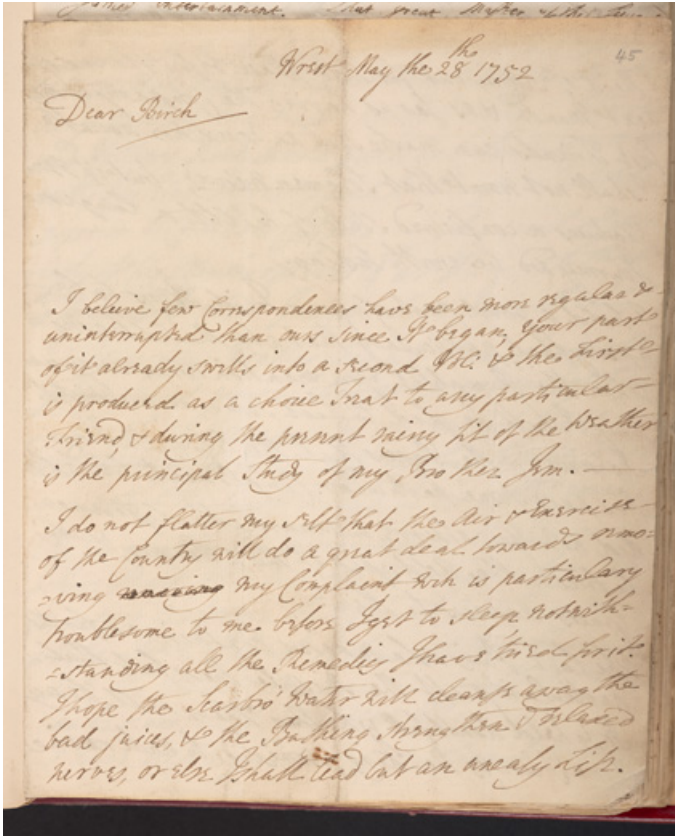 45
Wrest May the 28th 1752
Dear Birch
I beleive few Correspondences have been more regular &
uninterrupted than ours since It began, your part
of it already swells into a second Vol: & the First
is produced as a choice Treat to any particular
Friend, & during the present rainy fit of the Weather
is the principal Study of my Brother Jem. —
I do not flatter my self that the Air & Exercise
of the Country will do a great deal towards remo-
-ving my Complaint wch is particulary
troublesome to me before I get to sleep notwith-
-standing all the Remedies I have tried for it.
I hope the Scarbro' Water will cleanse away the
bad juices, & the Bathing strengthen relaxed
nerves, or else I shall lead but an uneasy Life.